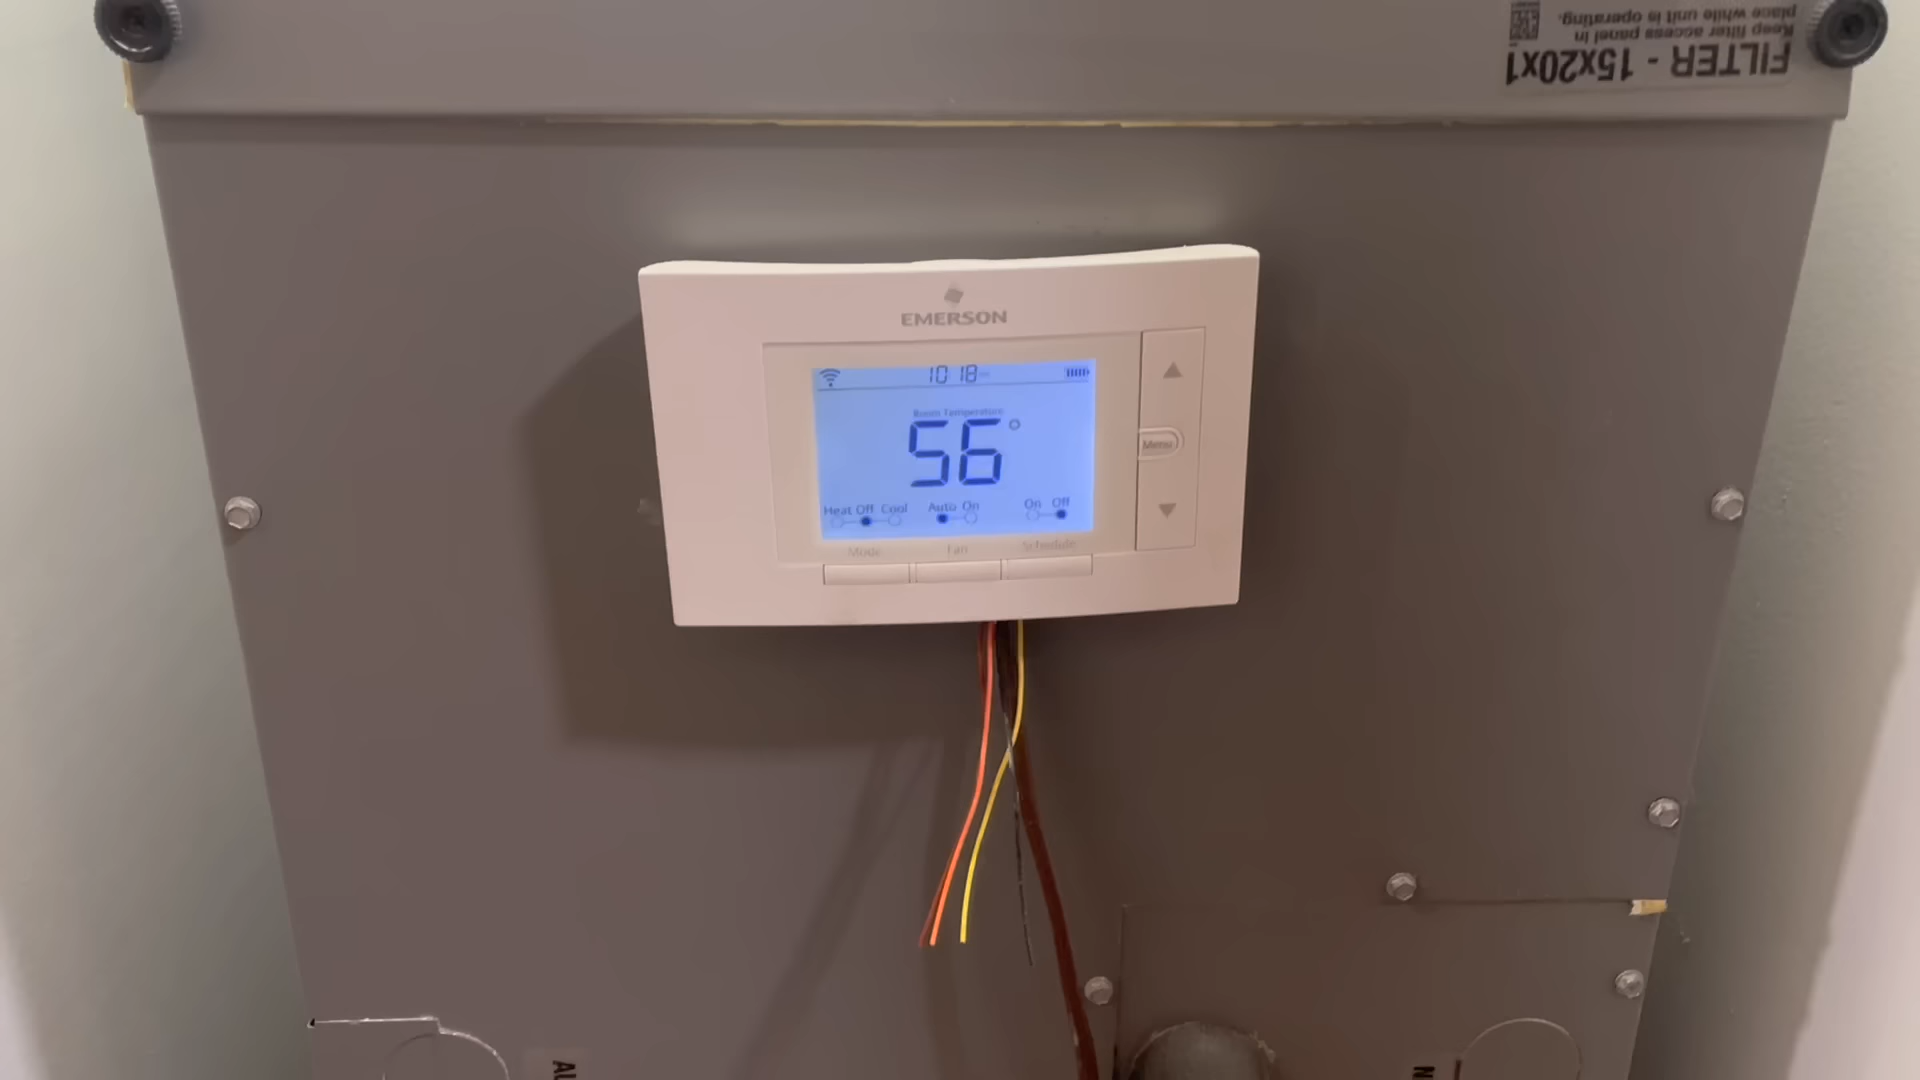 place while unit is operating.
Keep filter access panel in
FILTER - 15x20x1
EMERSON
10 18
Room Temperature
56°
Heat Off Cool
Auto On
On Off
Mode
Fan
Schedule
Menu